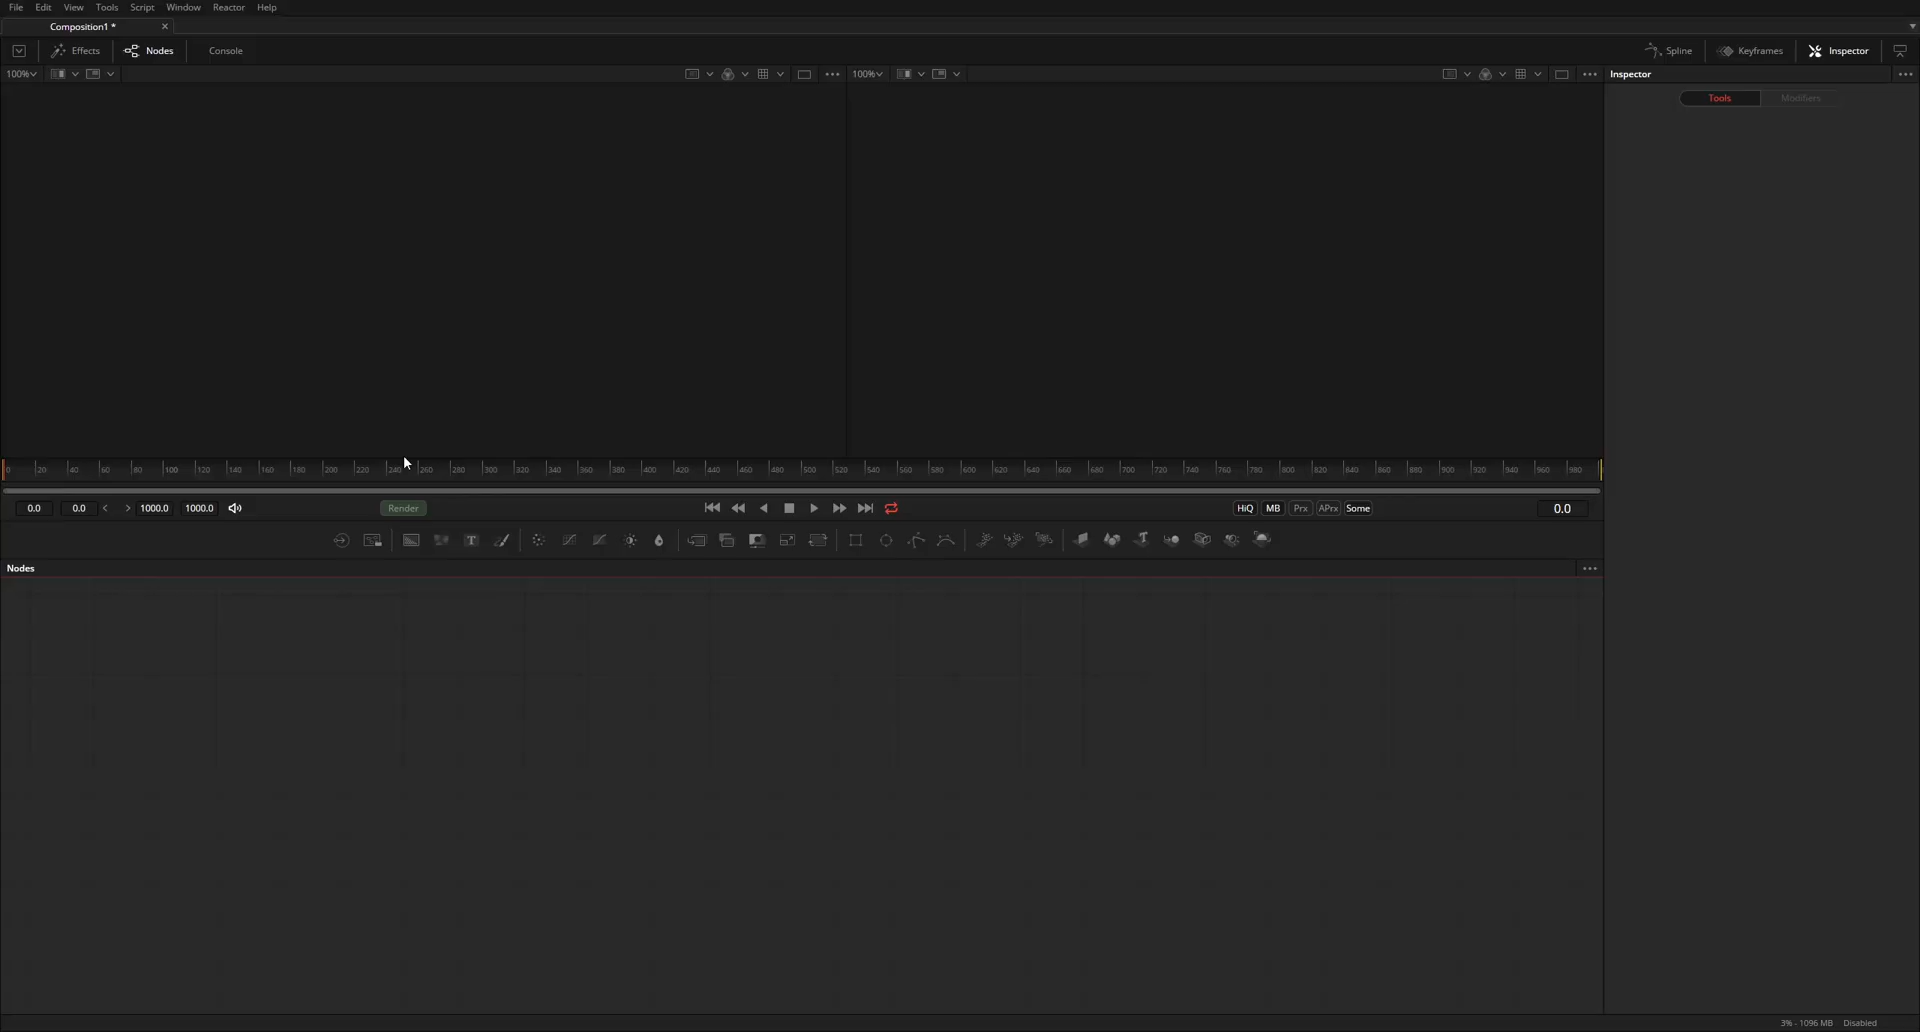 File Edit View Tools Script Window Reactor Help
Composition1 *
Effects Nodes Console Spline Keyframes Inspector
100% 100% Inspector
Tools Modifiers
0 20 40 60 80 100 120 140 160 180 200 220 240 260 280 300 320 340 360 380 400 420 440 460 480 500 520 540 560 580 600 620 640 660 680 700 720 740 760 780 800 820 840 860 880 900 920 940 960 980
0.0 0.0 < > 1000.0 1000.0 Render HiQ MB Prx APrx Some 0.0
T
Nodes
3% - 1096 MB Disabled